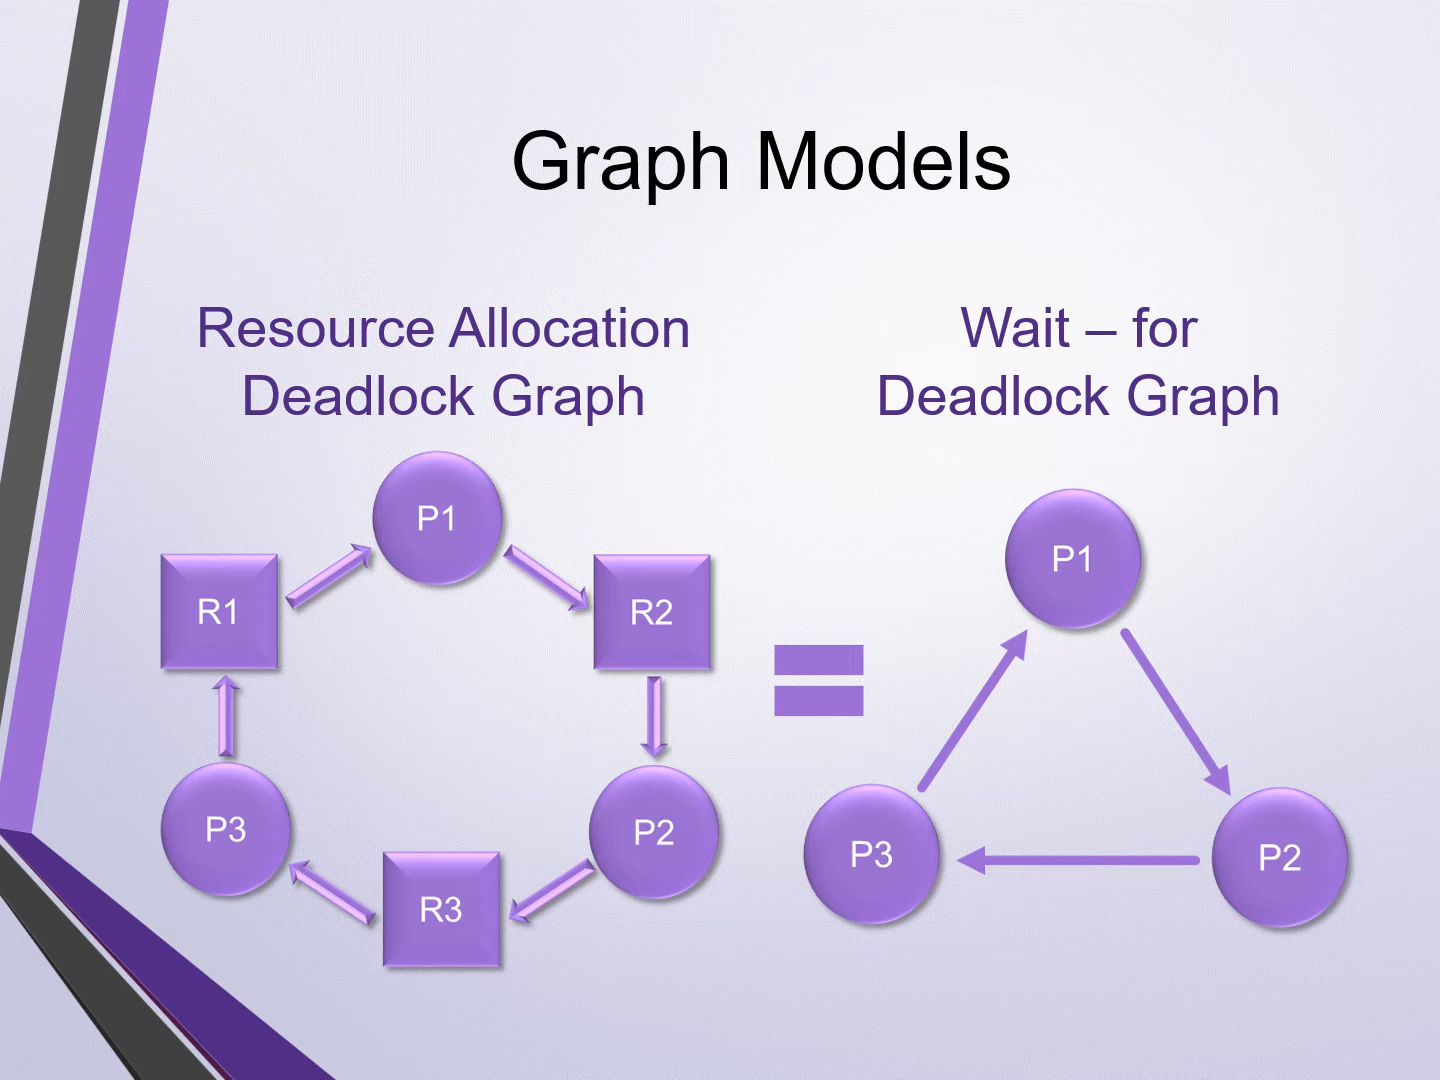 Graph Models
Resource Allocation
Deadlock Graph
Wait – for
Deadlock Graph
P1
R1
R2
P3
P2
R3
P1
P3
P2